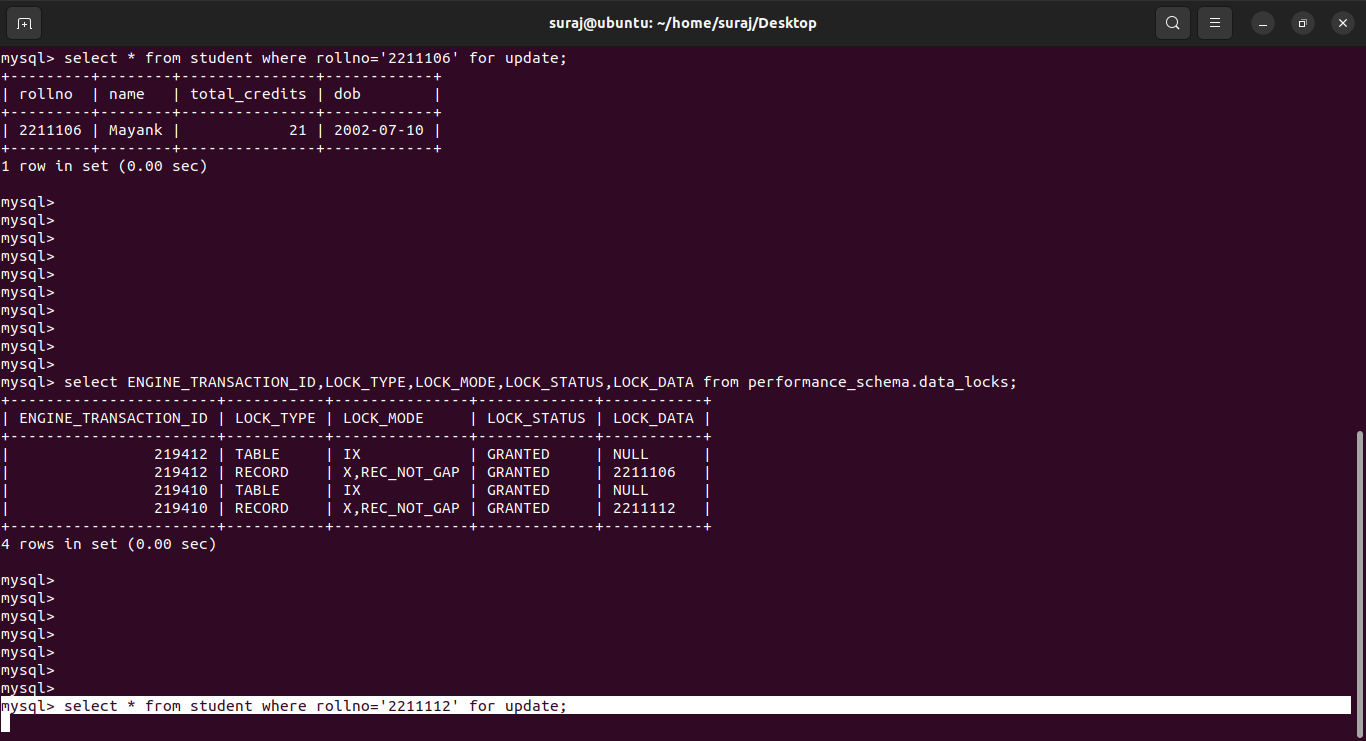 suraj@ubuntu: ~/home/suraj/Desktop
mysql> select * from student where rollno='2211106' for update;
+---------+--------+---------------+------------+
| rollno  | name   | total_credits | dob        |
+---------+--------+---------------+------------+
| 2211106 | Mayank |            21 | 2002-07-10 |
+---------+--------+---------------+------------+
1 row in set (0.00 sec)
mysql>
mysql>
mysql>
mysql>
mysql>
mysql>
mysql>
mysql>
mysql>
mysql>
mysql> select ENGINE_TRANSACTION_ID,LOCK_TYPE,LOCK_MODE,LOCK_STATUS,LOCK_DATA from performance_schema.data_locks;
+-----------------------+-----------+---------------+-------------+-----------+
| ENGINE_TRANSACTION_ID | LOCK_TYPE | LOCK_MODE     | LOCK_STATUS | LOCK_DATA |
+-----------------------+-----------+---------------+-------------+-----------+
|                219412 | TABLE     | IX            | GRANTED     | NULL      |
|                219412 | RECORD    | X,REC_NOT_GAP | GRANTED     | 2211106   |
|                219410 | TABLE     | IX            | GRANTED     | NULL      |
|                219410 | RECORD    | X,REC_NOT_GAP | GRANTED     | 2211112   |
+-----------------------+-----------+---------------+-------------+-----------+
4 rows in set (0.00 sec)
mysql>
mysql>
mysql>
mysql>
mysql>
mysql>
mysql>
mysql> select * from student where rollno='2211112' for update;